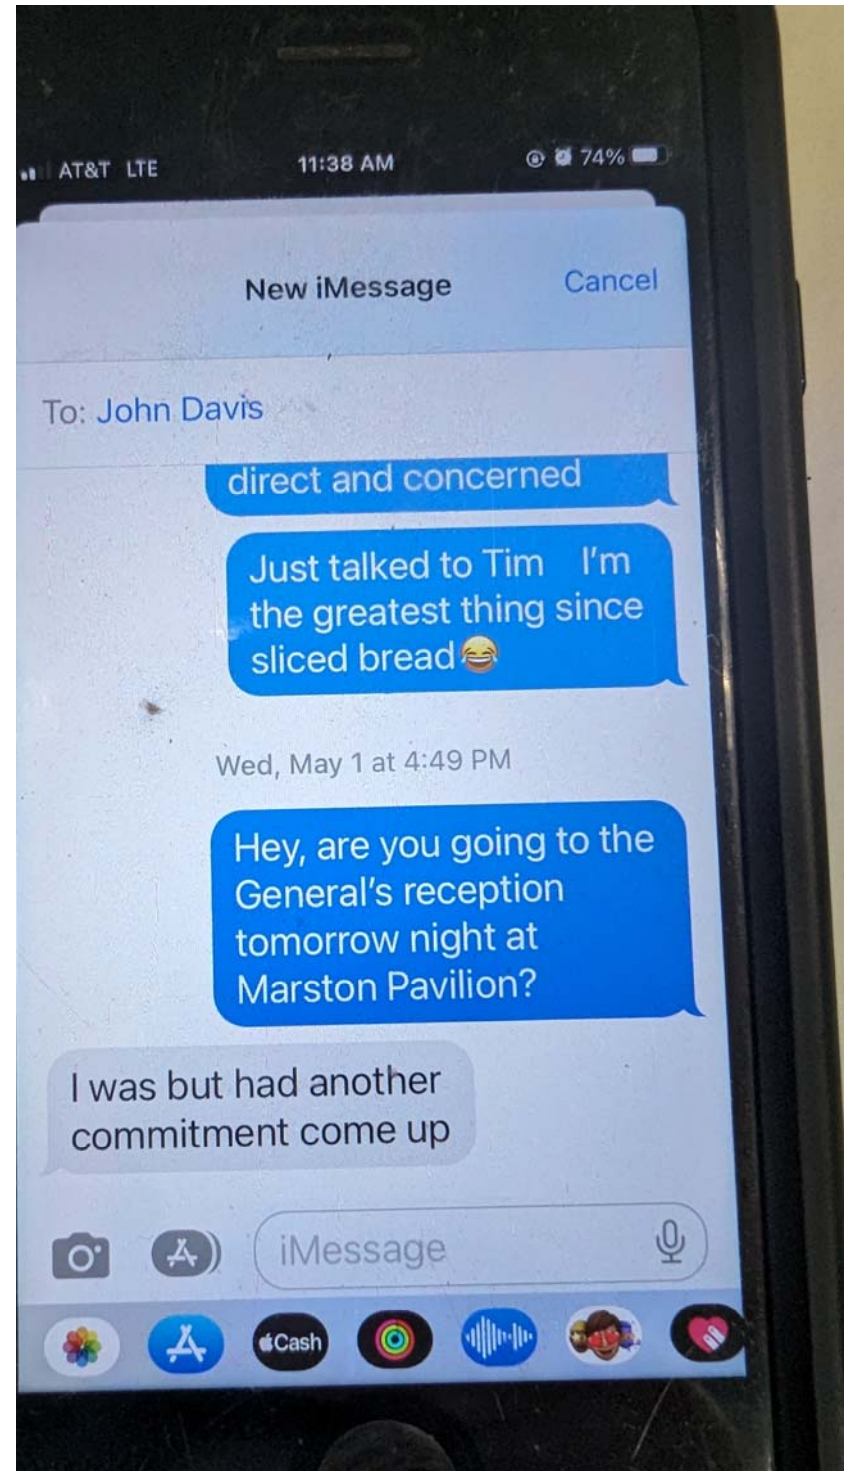 AT&T LTE 11:38 AM 74%
New iMessage Cancel
To: John Davis
direct and concerned
Just talked to Tim I'm
the greatest thing since
sliced bread😂
Wed, May 1 at 4:49 PM
Hey, are you going to the
General's reception
tomorrow night at
Marston Pavilion?
I was but had another
commitment come up
iMessage
Cash